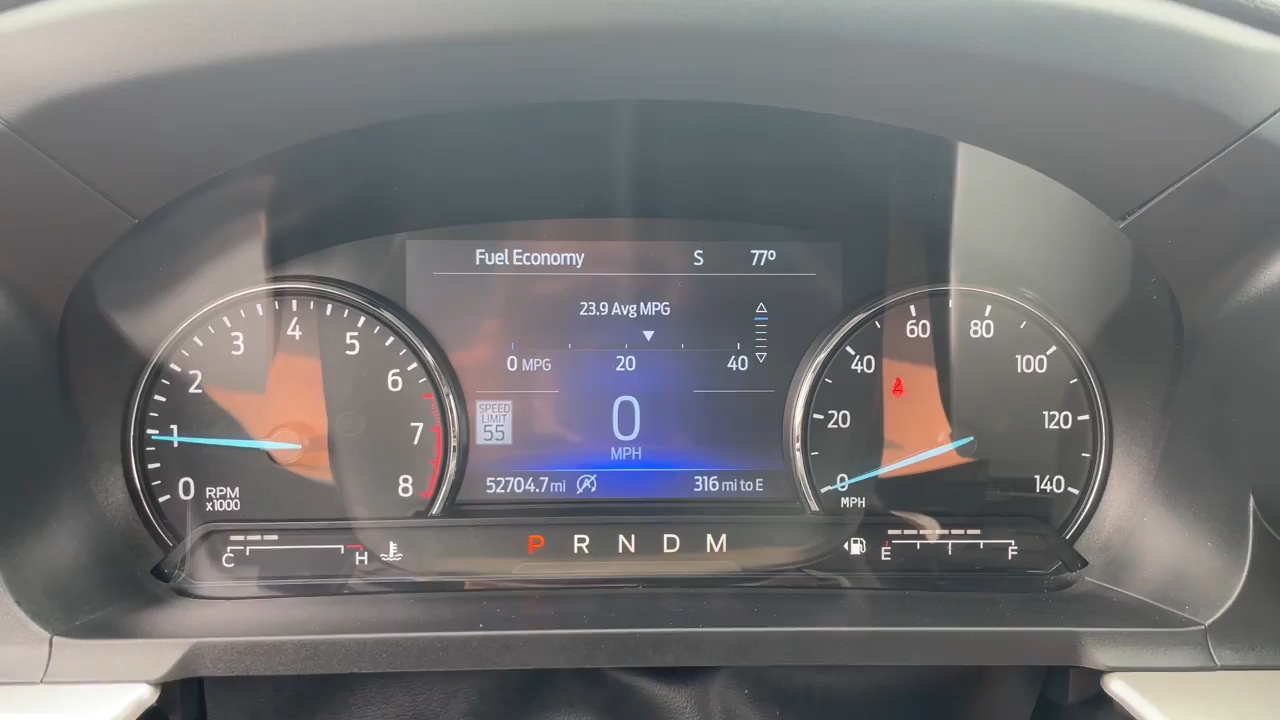 Fuel Economy S 77º
23.9 Avg MPG
0 MPG 20 40
SPEED
LIMIT
55
0
MPH
52704.7 mi 316 mi to E
0 1 2 3 4 5 6 7 8
RPM
x1000
0 20 40 60 80 100 120 140
MPH
C H
P R N D M
E F